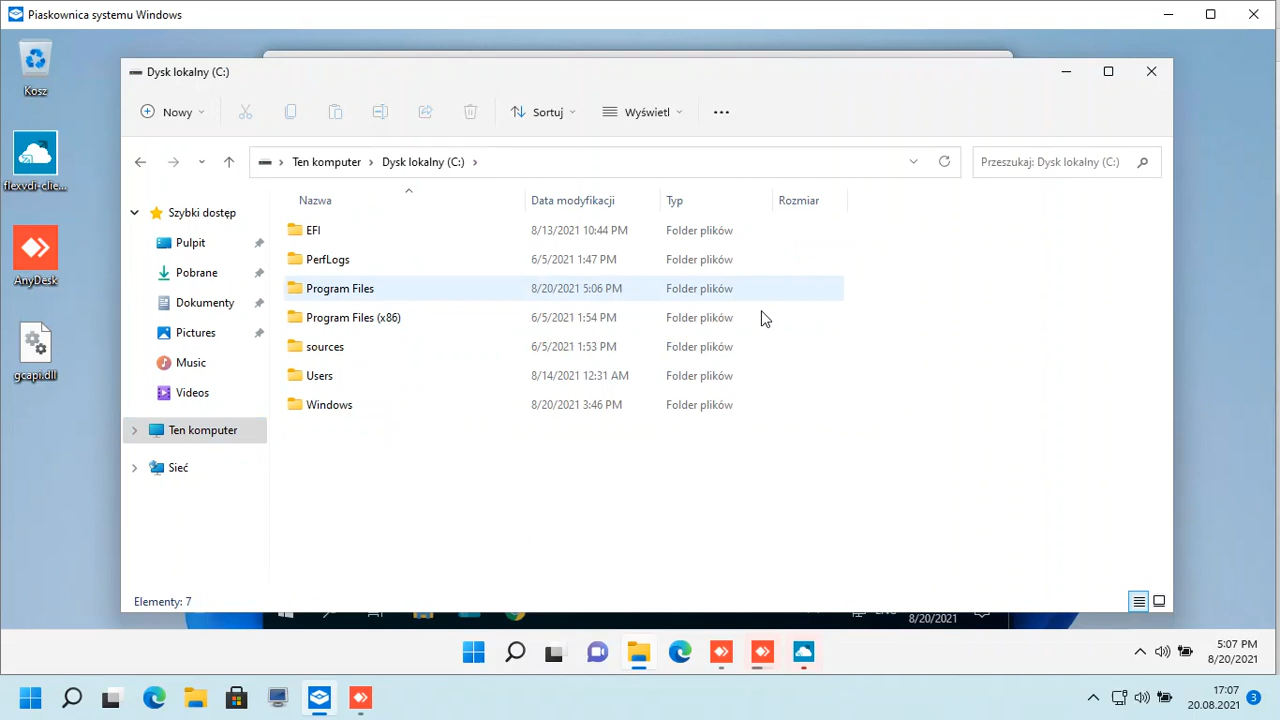 Piaskownica systemu Windows
Kosz
flexvdi-clie...
AnyDesk
gcapi.dll
Dysk lokalny (C:)
Nowy
Sortuj
Wyświetl
Ten komputer
Dysk lokalny (C:)
Przeszukaj: Dysk lokalny (C:)
Szybki dostęp
Pulpit
Pobrane
Dokumenty
Pictures
Music
Videos
Ten komputer
Sieć
Nazwa Data modyfikacji Typ Rozmiar
EFI 8/13/2021 10:44 PM Folder plików
PerfLogs 6/5/2021 1:47 PM Folder plików
Program Files 8/20/2021 5:06 PM Folder plików
Program Files (x86) 6/5/2021 1:54 PM Folder plików
sources 6/5/2021 1:53 PM Folder plików
Users 8/14/2021 12:31 AM Folder plików
Windows 8/20/2021 3:46 PM Folder plików
Elementy: 7
8/20/2021
5:07 PM
8/20/2021
17:07
20.08.2021
3